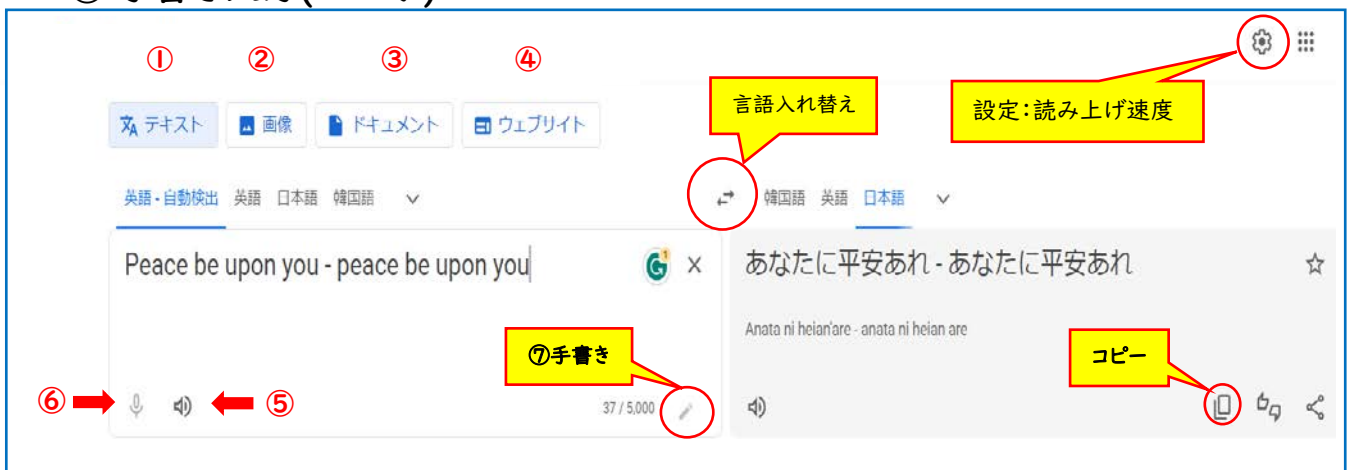 ① ② ③ ④
テキスト 画像 ドキュメント ウェブサイト
言語入れ替え
設定:読み上げ速度
英語 - 自動検出 英語 日本語 韓国語
韓国語 英語 日本語
Peace be upon you - peace be upon you
あなたに平安あれ - あなたに平安あれ
Anata ni heian'are - anata ni heian are
⑦手書き
コピー
⑥ ⑤
37 / 5,000